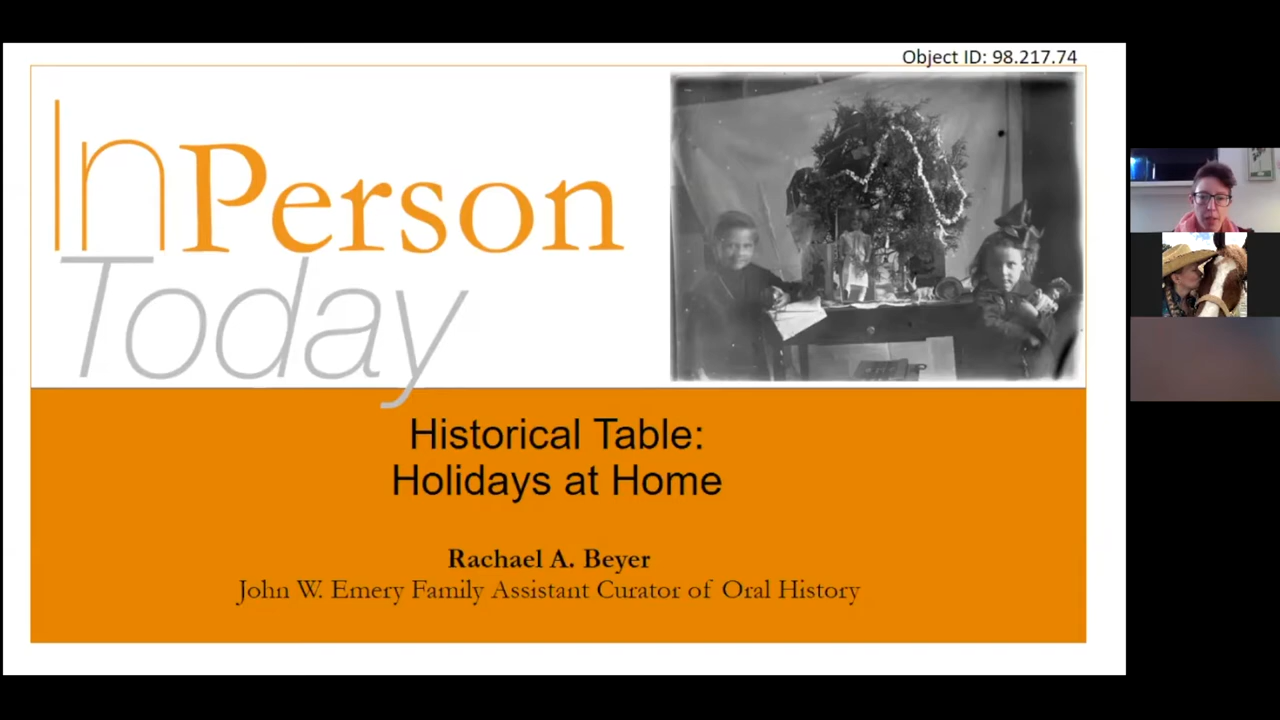 Object ID: 98.217.74
InPerson
Today
Historical Table:
Holidays at Home
Rachael A. Beyer
John W. Emery Family Assistant Curator of Oral History